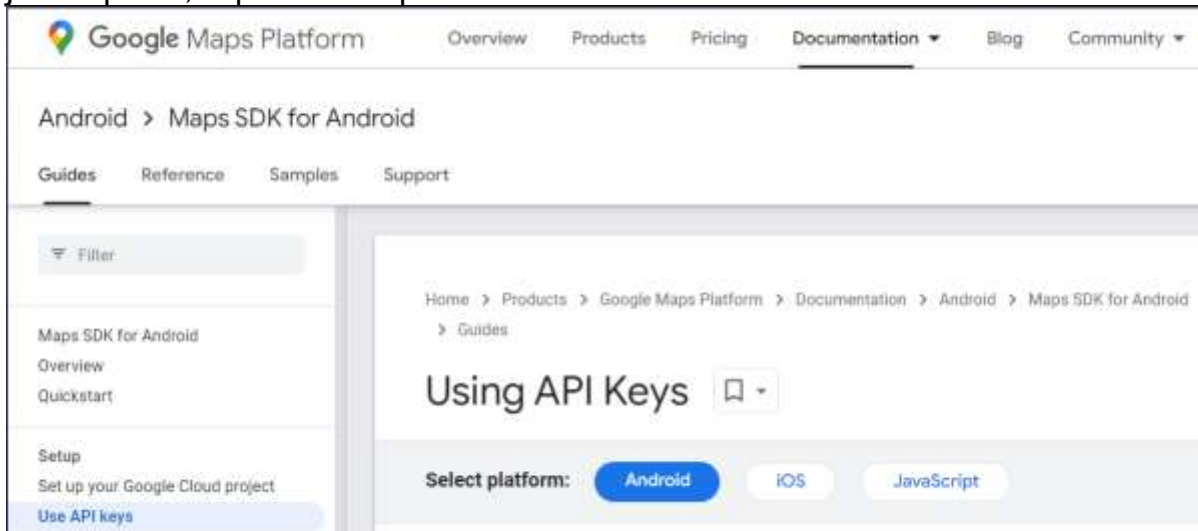 Google Maps Platform Overview Products Pricing Documentation Blog Community
Android > Maps SDK for Android
Guides Reference Samples Support
Filter
Home > Products > Google Maps Platform > Documentation > Android > Maps SDK for Android
> Guides
Maps SDK for Android
Overview
Quickstart
Using API Keys
Setup
Set up your Google Cloud project
Use API keys
Select platform: Android iOS JavaScript